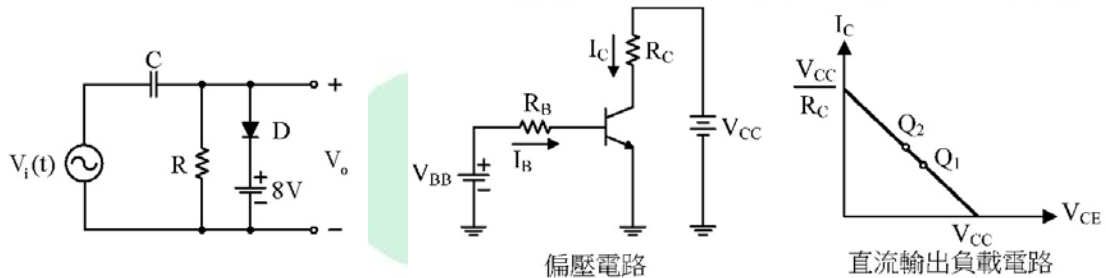 C
V_i(t)
R
D
+
8V
−
+
V_o
−
V_BB
+
−
R_B
I_B
I_C
R_C
V_CC
偏壓電路
I_C
V_CC
R_C
Q_2
Q_1
V_CC
V_CE
直流輸出負載電路